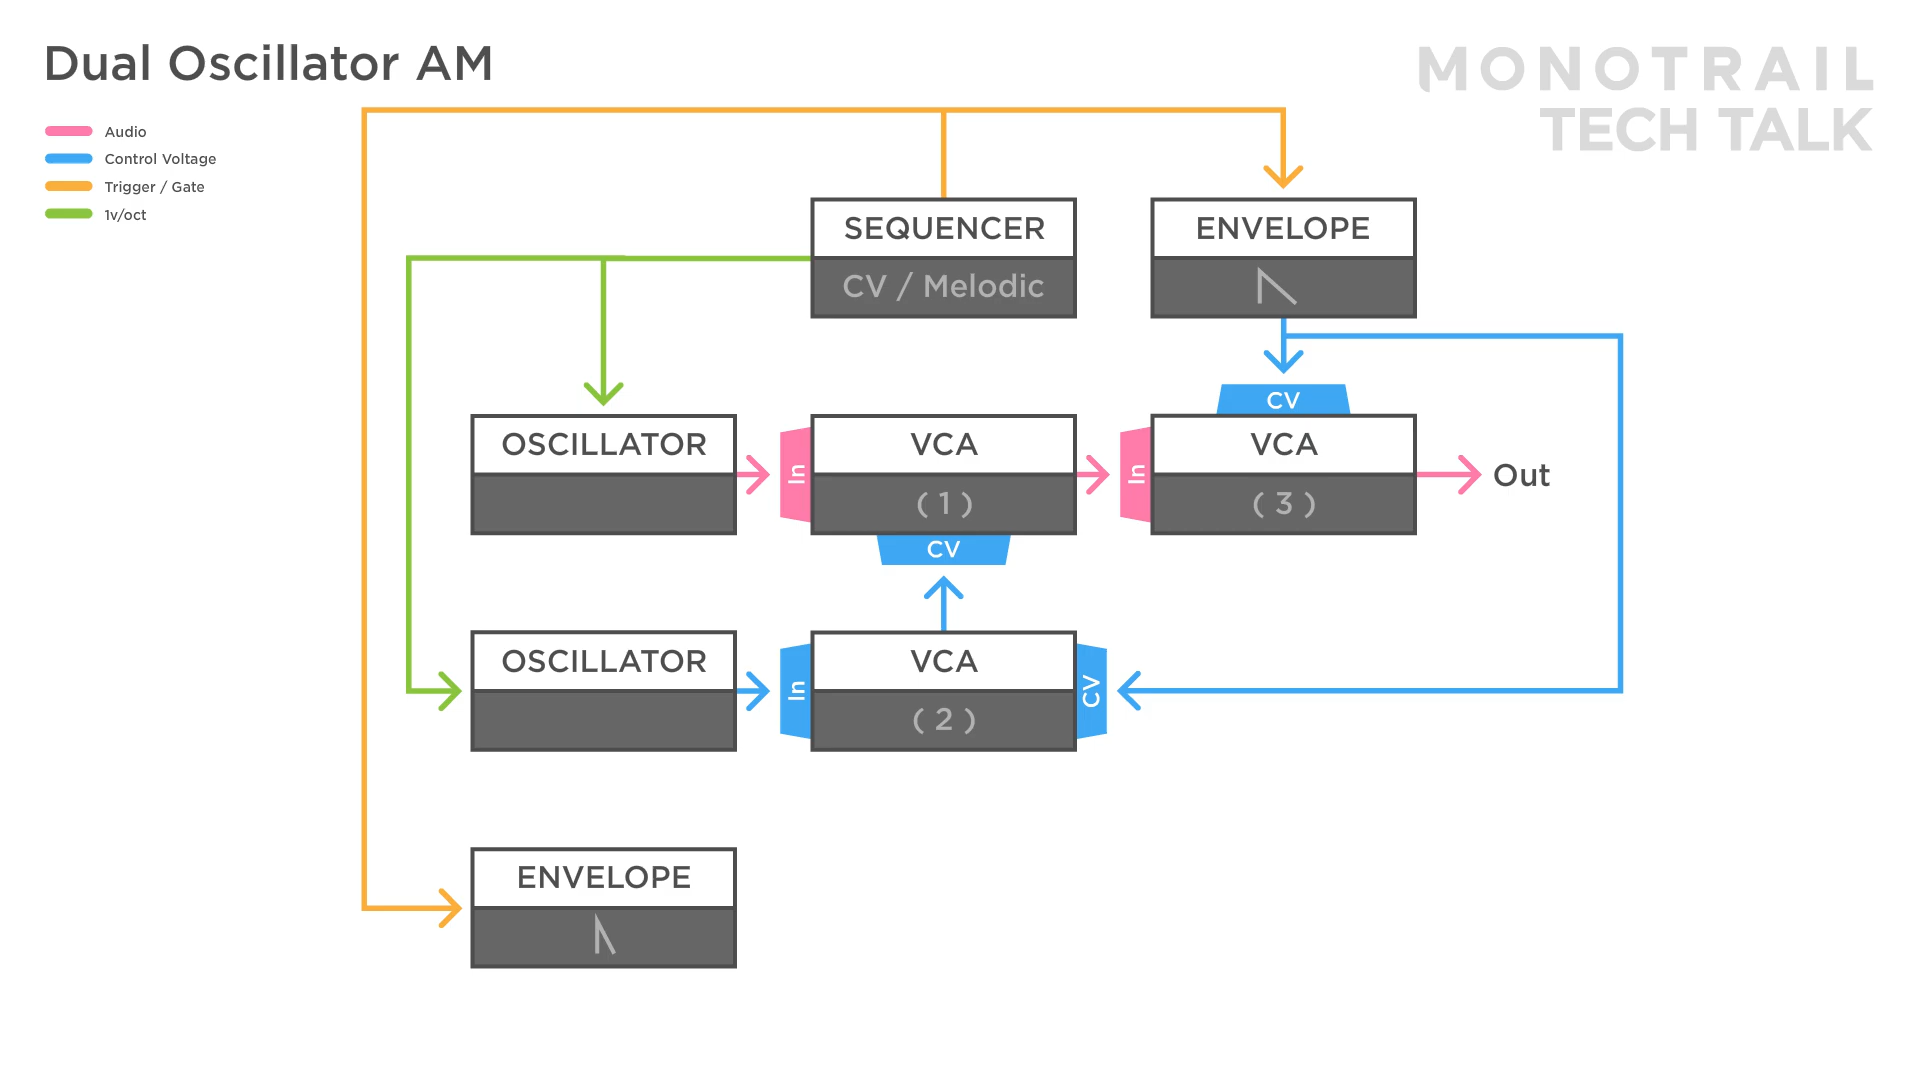 Dual Oscillator AM
MONOTRAIL
TECH TALK
Audio
Control Voltage
Trigger / Gate
1v/oct
SEQUENCER
CV / Melodic
ENVELOPE
CV
OSCILLATOR
In
VCA
( 1 )
CV
In
VCA
( 3 )
Out
OSCILLATOR
In
VCA
( 2 )
CV
ENVELOPE